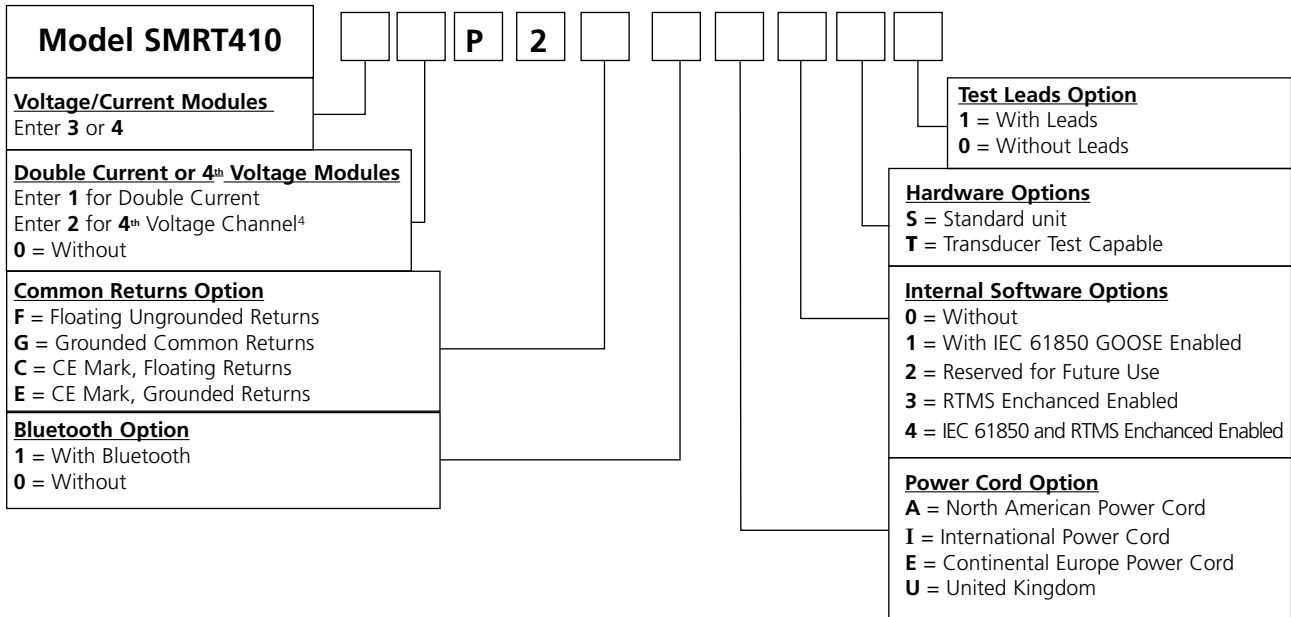 Model SMRT410
P 2
Voltage/Current Modules
Enter 3 or 4
Double Current or 4th Voltage Modules
Enter 1 for Double Current
Enter 2 for 4th Voltage Channel4
0 = Without
Common Returns Option
F = Floating Ungrounded Returns
G = Grounded Common Returns
C = CE Mark, Floating Returns
E = CE Mark, Grounded Returns
Bluetooth Option
1 = With Bluetooth
0 = Without
Test Leads Option
1 = With Leads
0 = Without Leads
Hardware Options
S = Standard unit
T = Transducer Test Capable
Internal Software Options
0 = Without
1 = With IEC 61850 GOOSE Enabled
2 = Reserved for Future Use
3 = RTMS Enchanced Enabled
4 = IEC 61850 and RTMS Enchanced Enabled
Power Cord Option
A = North American Power Cord
I = International Power Cord
E = Continental Europe Power Cord
U = United Kingdom